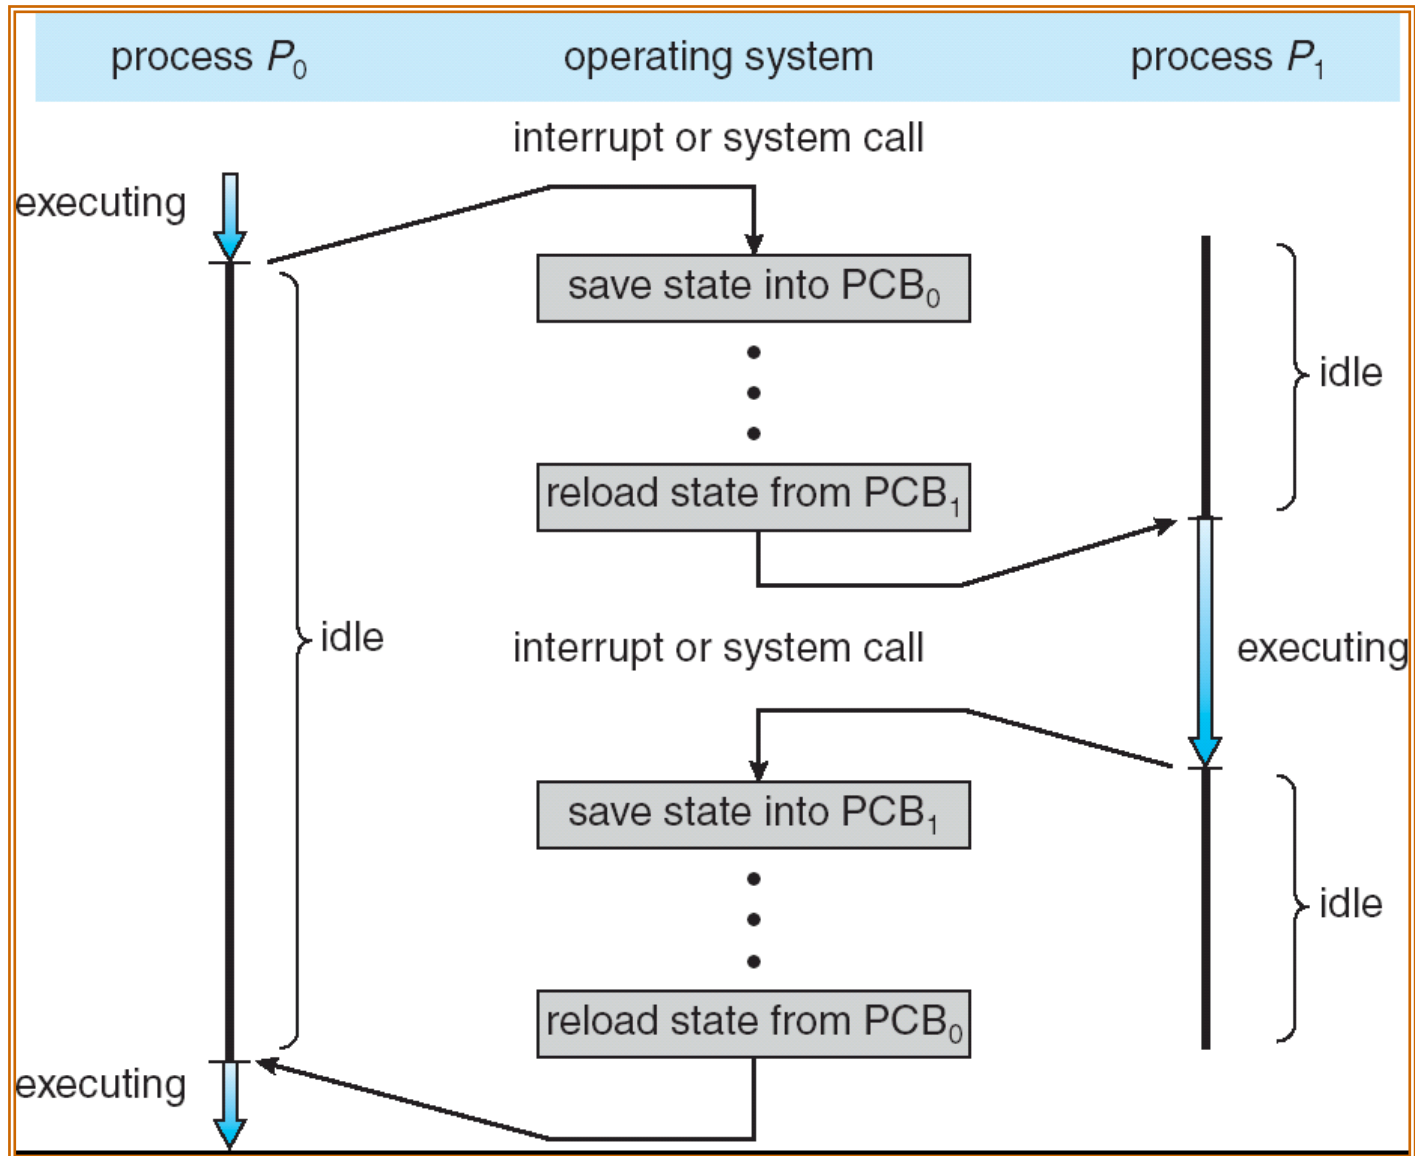 process P0
operating system
process P1
interrupt or system call
executing
save state into PCB0
idle
reload state from PCB1
idle
interrupt or system call
executing
save state into PCB1
idle
reload state from PCB0
executing